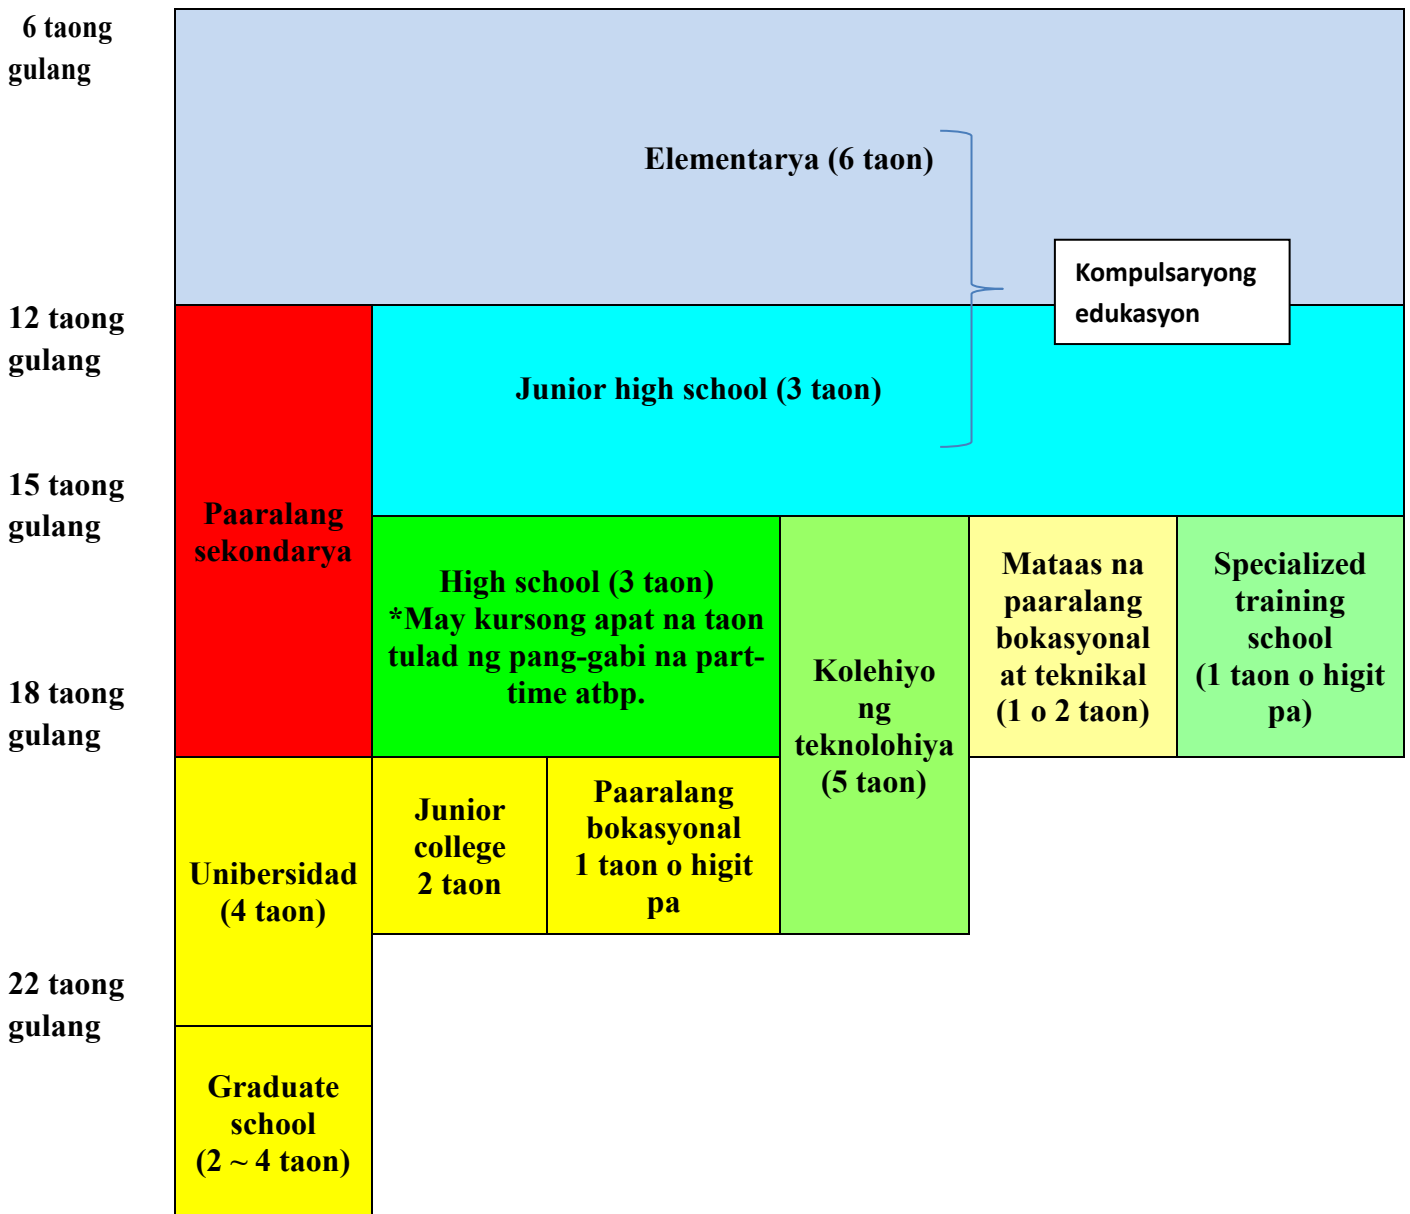 6 taong
gulang
Elementarya (6 taon)
Kompulsaryong
edukasyon
12 taong
gulang
Junior high school (3 taon)
15 taong
gulang
Paaralang
sekondarya
High school (3 taon)
*May kursong apat na taon
tulad ng pang-gabi na part-
time atbp.
Kolehiyo
ng
teknolohiya
(5 taon)
Mataas na
paaralang
bokasyonal
at teknikal
(1 o 2 taon)
Specialized
training
school
(1 taon o higit
pa)
18 taong
gulang
Unibersidad
(4 taon)
Junior
college
2 taon
Paaralang
bokasyonal
1 taon o higit
pa
22 taong
gulang
Graduate
school
(2 ~ 4 taon)